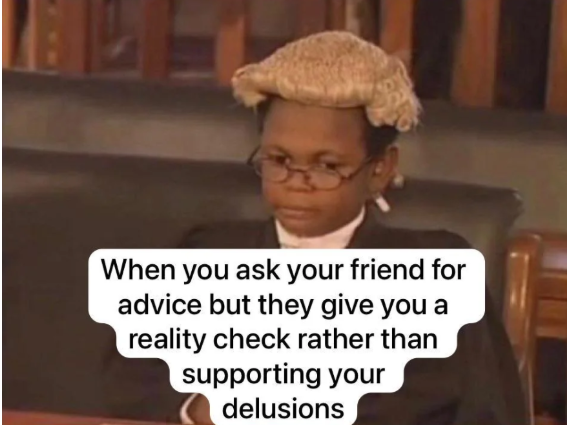 When you ask your friend for
advice but they give you a
reality check rather than
supporting your
delusions